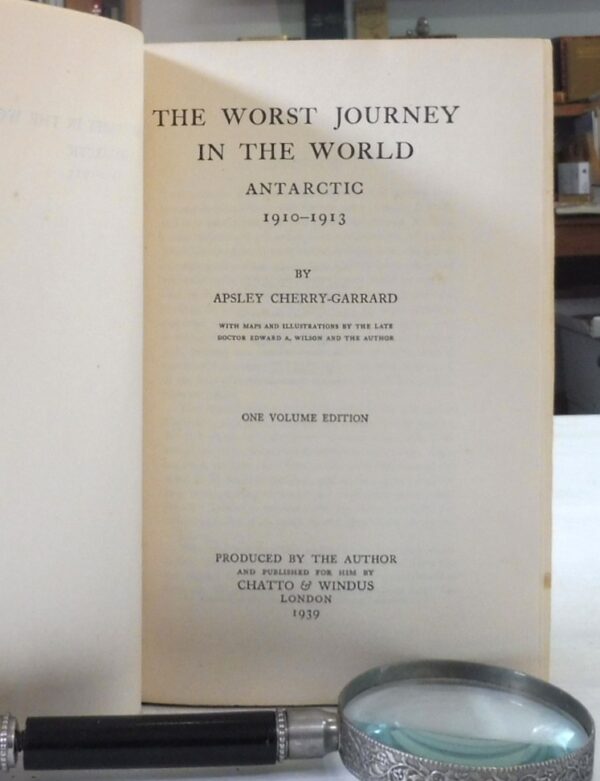 THE WORST JOURNEY
IN THE WORLD
ANTARCTIC
1910–1913
BY
APSLEY CHERRY-GARRARD
WITH MAPS AND ILLUSTRATIONS BY THE LATE
DOCTOR EDWARD A. WILSON AND THE AUTHOR
ONE VOLUME EDITION
PRODUCED BY THE AUTHOR
AND PUBLISHED FOR HIM BY
CHATTO & WINDUS
LONDON
1939